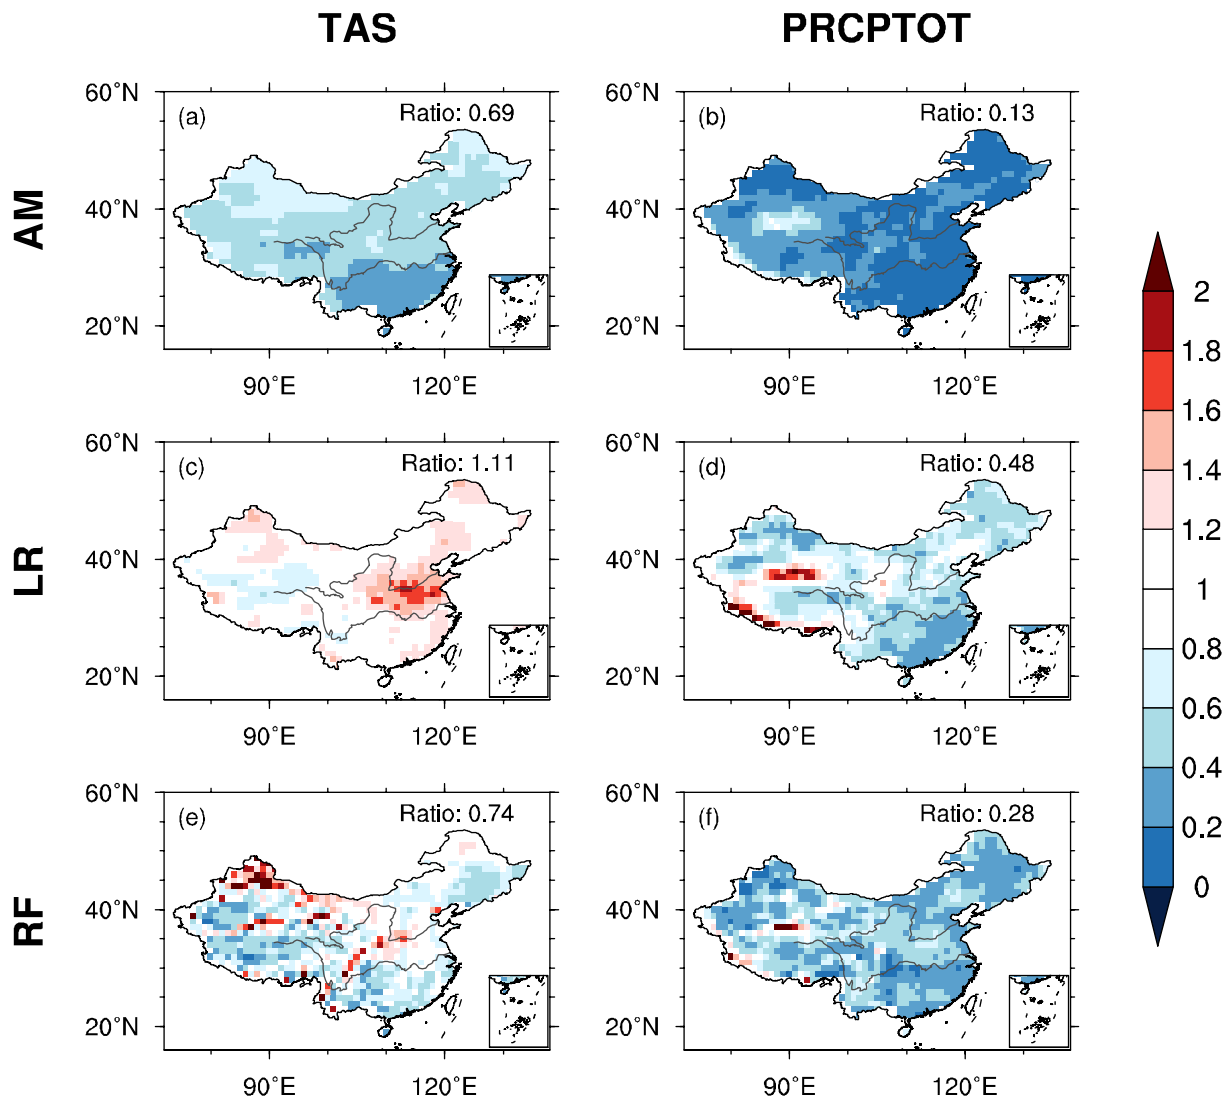 TAS PRCPTOT
AM
60°N (a) Ratio: 0.69 (b) Ratio: 0.13
40°N 40°N
20°N 20°N
60°N
90°E 120°E 90°E 120°E
LR
60°N (c) Ratio: 1.11 60°N (d) Ratio: 0.48
40°N 40°N
20°N 20°N
90°E 120°E 90°E 120°E
RF
60°N (e) Ratio: 0.74 60°N (f) Ratio: 0.28
40°N 40°N
20°N 20°N
90°E 120°E 90°E 120°E
2
1.8
1.6
1.4
1.2
1
0.8
0.6
0.4
0.2
0